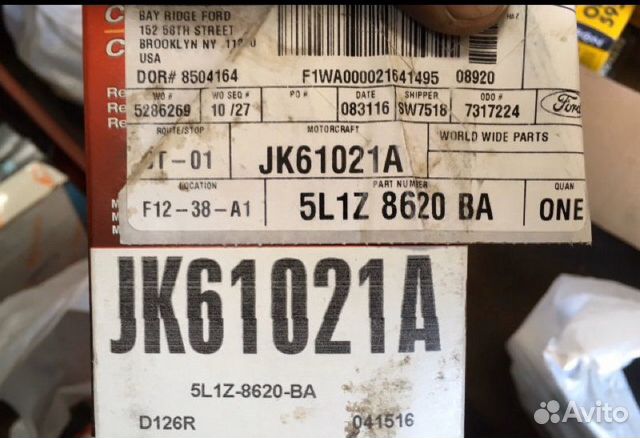 BAY RIDGE FORD
152 58TH STREET
BROOKLYN NY
USA
DOR# 8504164 F1WA000021641495 08920
WO # WO SEQ # PO # DATE SHIPPER ODO #
5286269 10 /27 083116 SW7518 7317224 Ford
ROUTE/STOP MOTORCRAFT WORLD WIDE PARTS
-01 JK61021A
LOCATION PART NUMBER QUAN
F12-38-A1 5L1Z 8620 BA ONE
JK61021A
5L1Z-8620-BA
D126R 041516
Avito